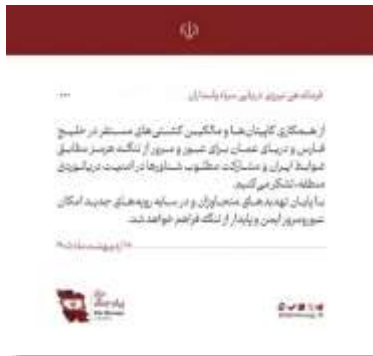 فرماندهی نیروی دریایی سپاه پاسداران
از همکاری کاپیتان‌ها و مالکین کشتی‌های مستقر در خلیج
فارس و دریای عمان برای عبور و مرور از تنگه هرمز مطابق
ضوابط ایران و مشارکت مطلوب شناورها در امنیت دریانوردی
منطقه، تشکر می‌کنیم.
با پایان تهدیدهای متجاوزان و در سایه رویه‌های جدید امکان
عبور و مرور ایمن و پایدار از تنگه فراهم خواهد شد.